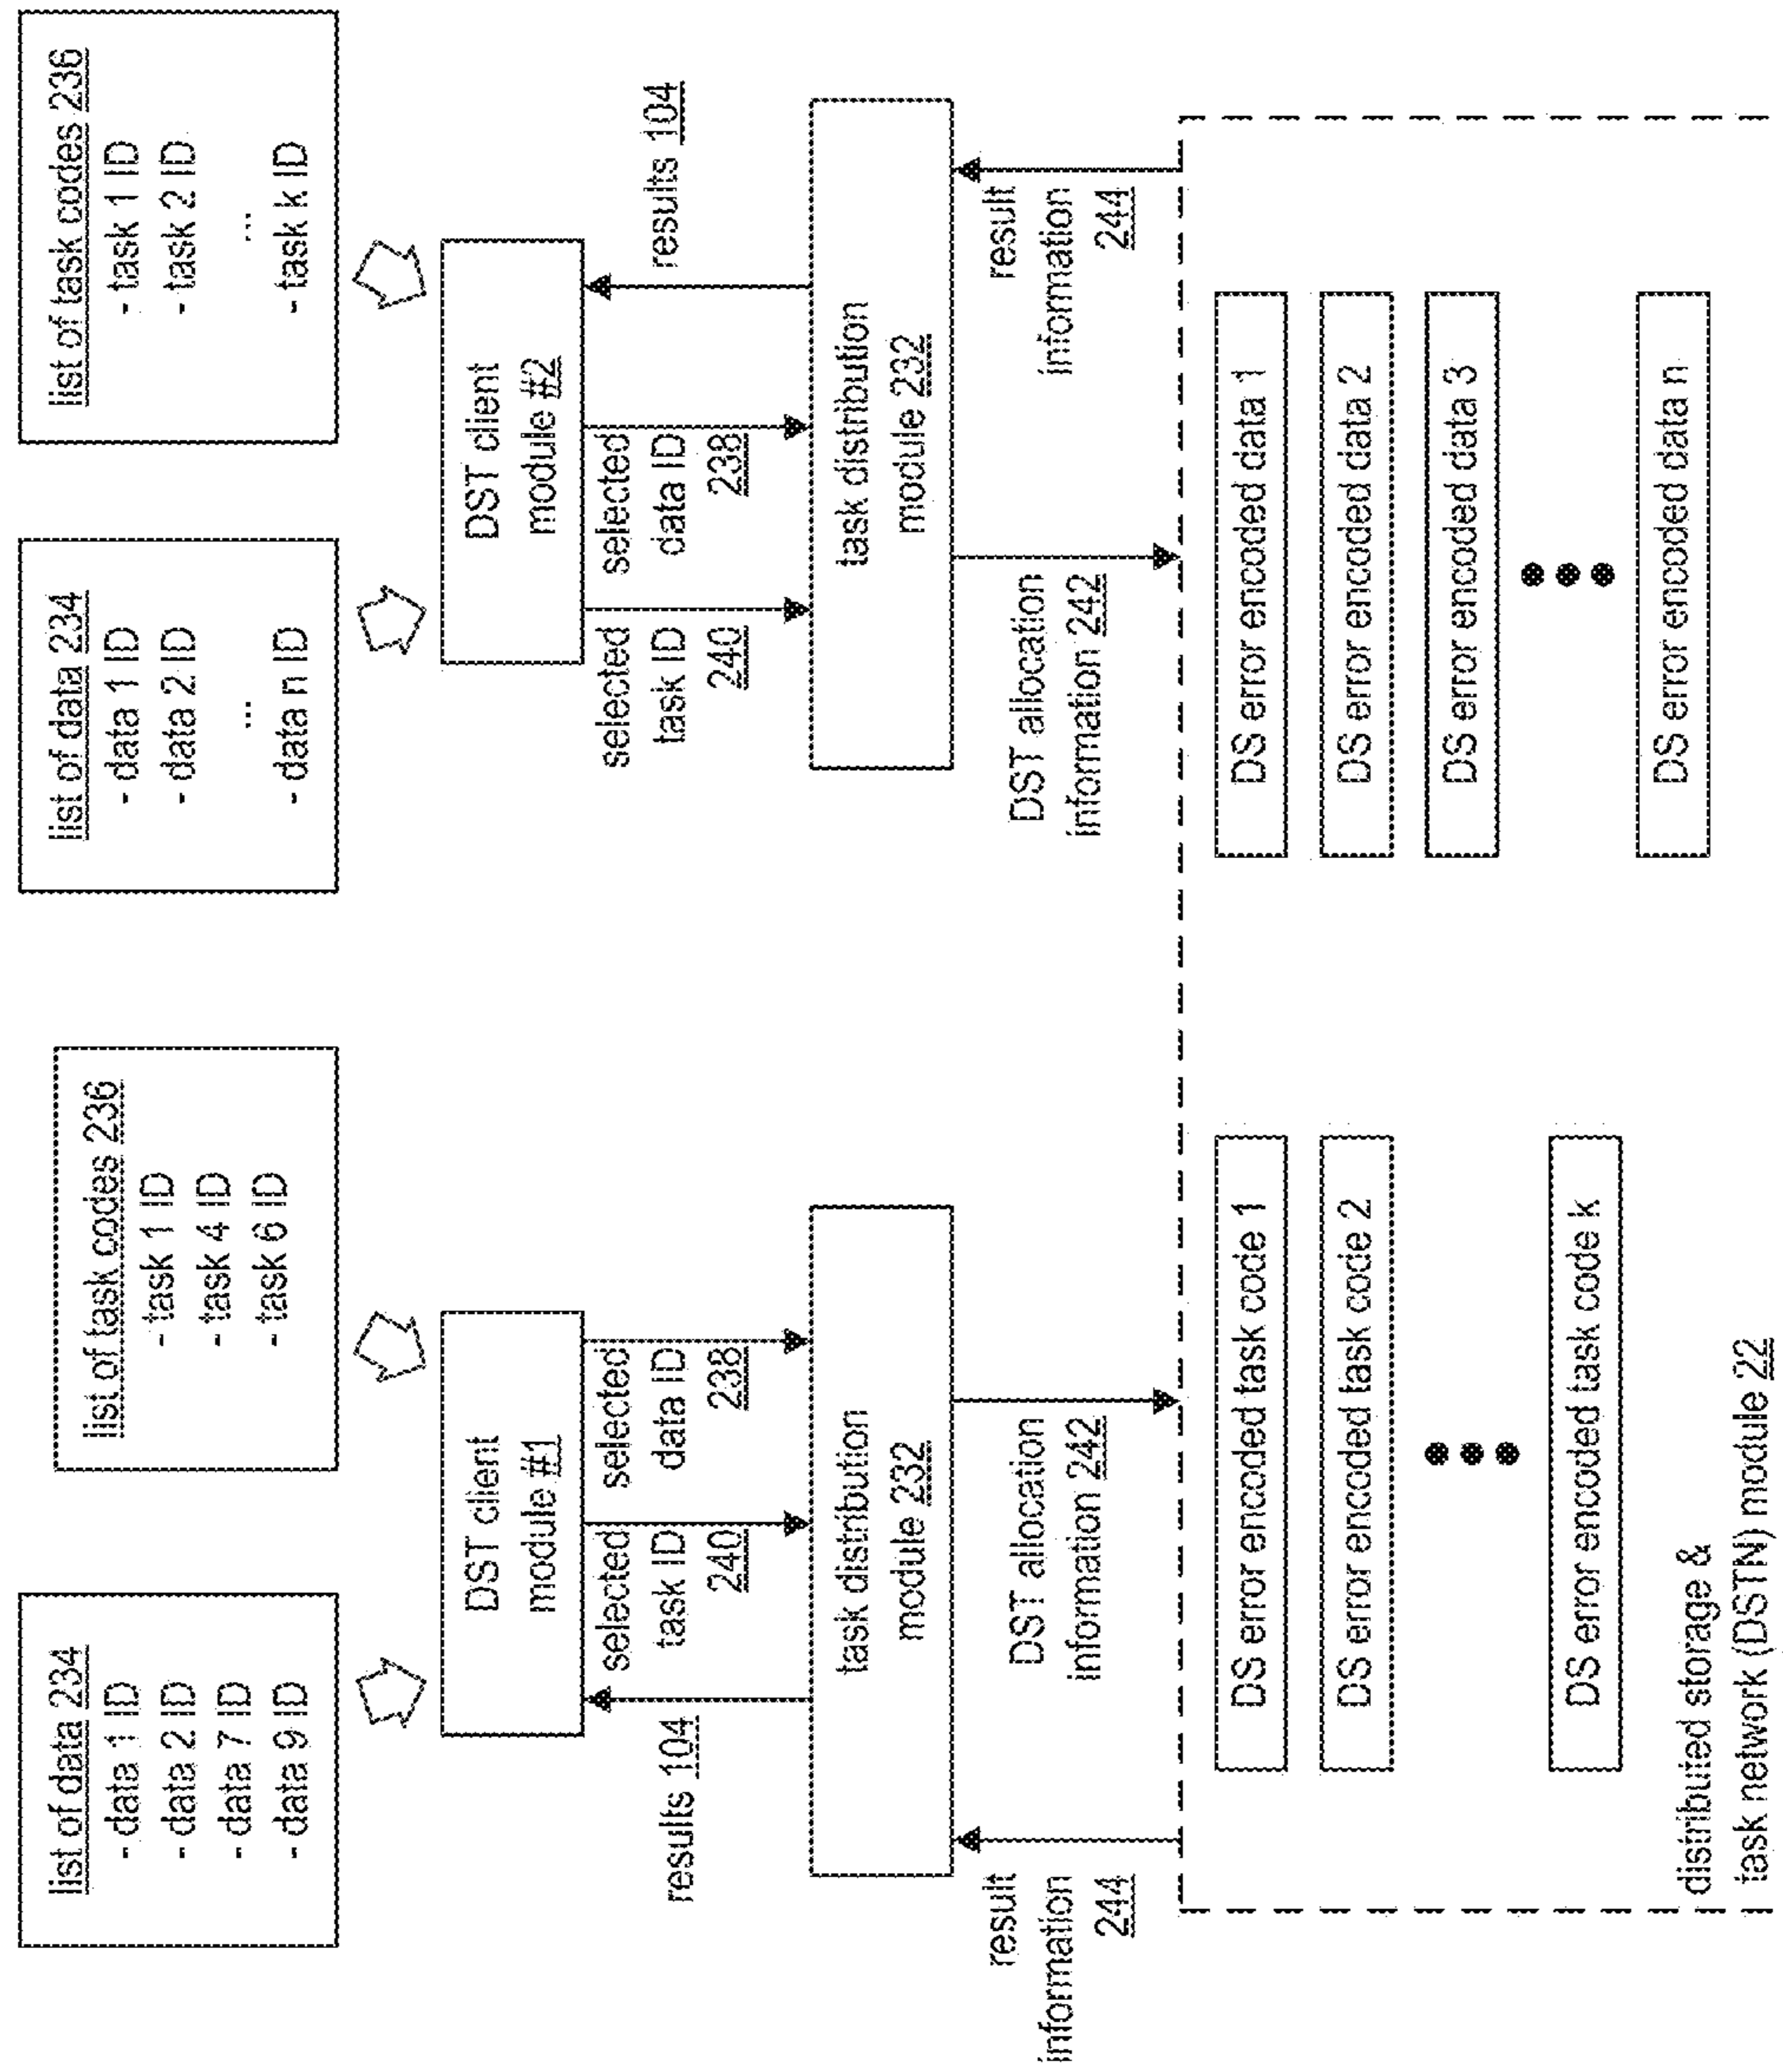 list of data 234
- data 1 ID
- data 2 ID
- data 7 ID
- data 9 ID
list of task codes 236
- task 1 ID
- task 4 ID
- task 6 ID
DST client
module #1
results 104
selected
task ID
240
selected
data ID
238
task distribution
module 232
result
information
244
DST allocation
information 242
list of data 234
- data 1 ID
- data 2 ID
...
- data n ID
list of task codes 236
- task 1 ID
- task 2 ID
...
- task k ID
DST client
module #2
selected
task ID
240
selected
data ID
238
results 104
task distribution
module 232
DST allocation
information 242
result
information
244
DS error encoded task code 1
DS error encoded task code 2
DS error encoded task code k
DS error encoded data 1
DS error encoded data 2
DS error encoded data 3
DS error encoded data n
distributed storage &
task network (DSTN) module 22